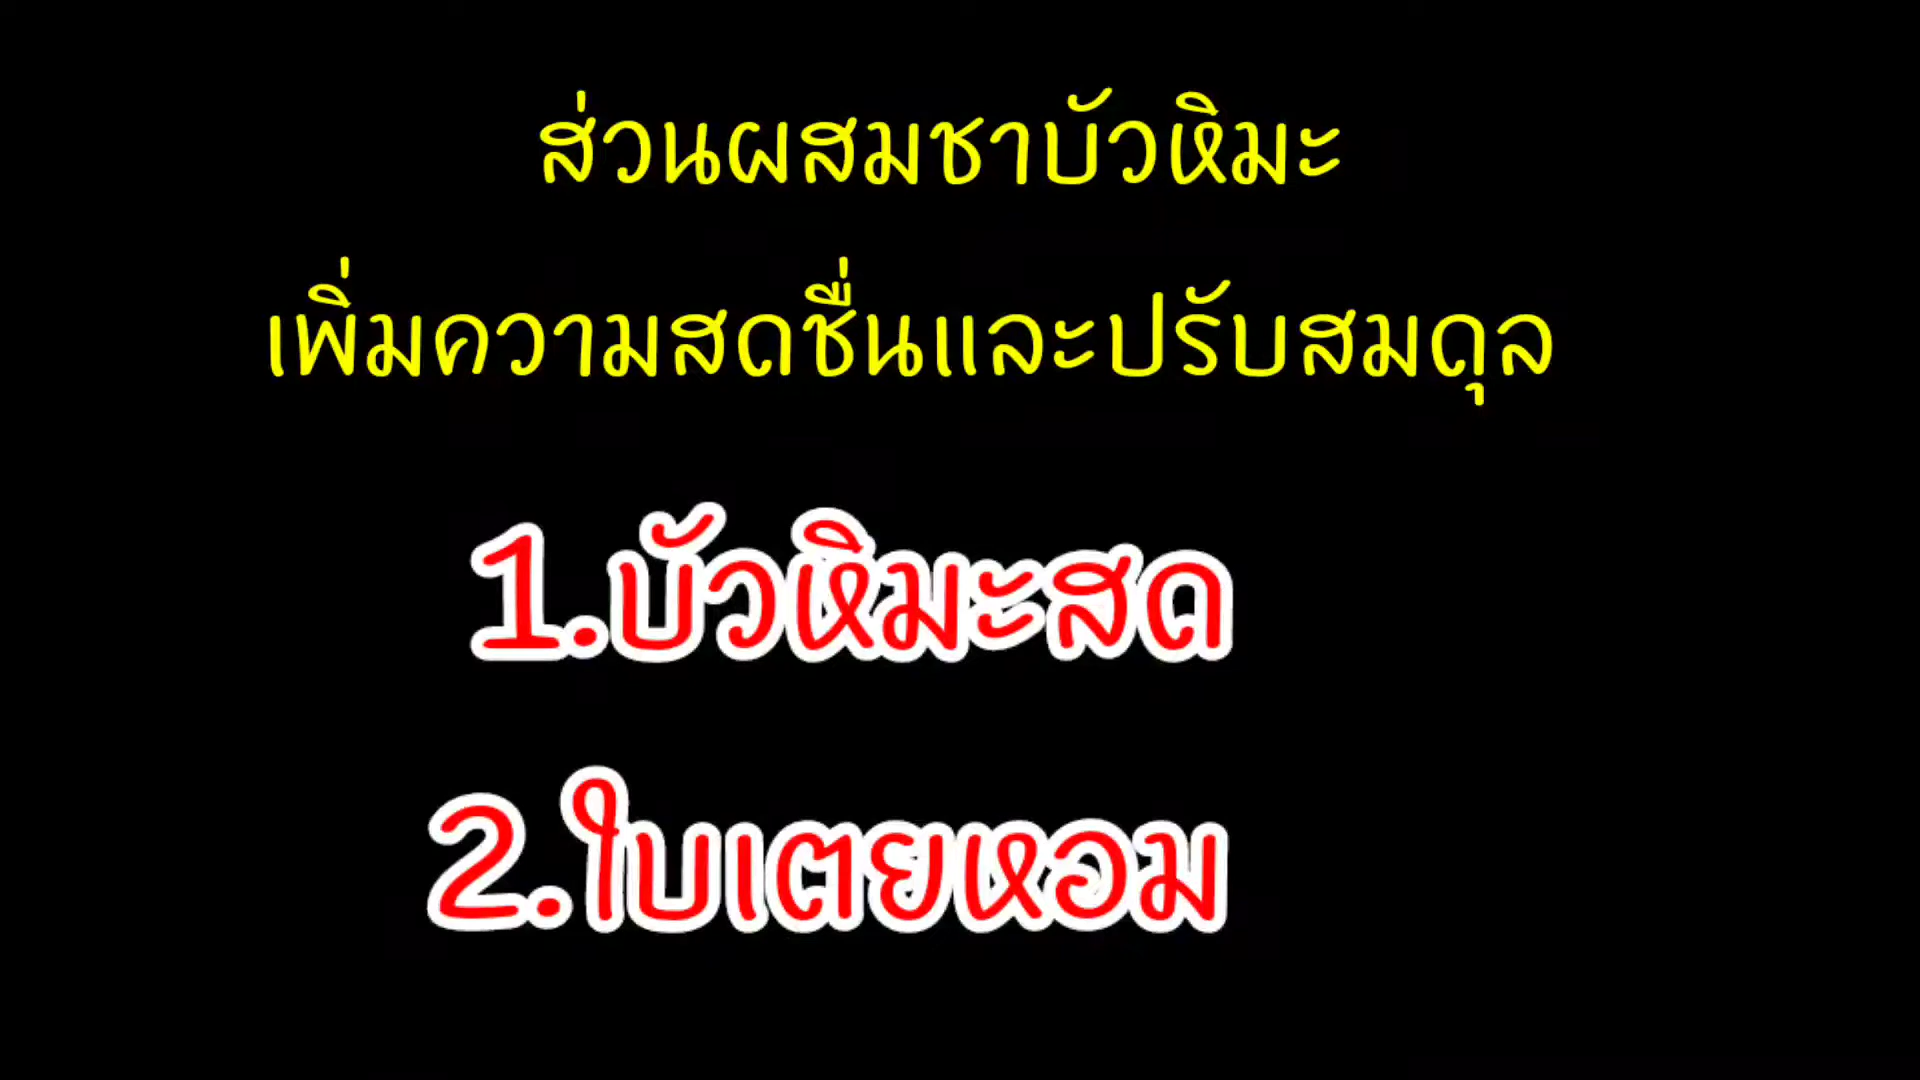 ส่วนผสมชาบัวหิมะ
เพิ่มความสดชื่นและปรับสมดุล
1.บัวหิมะสด
2.ใบเตยหอม